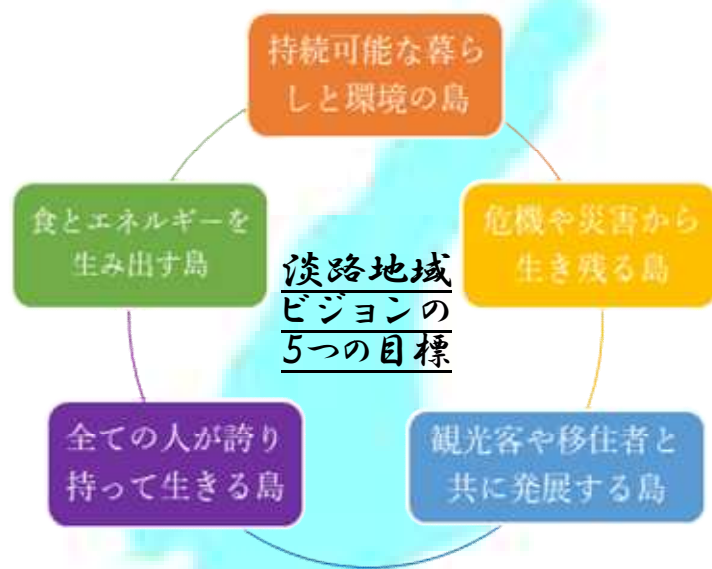 持続可能な暮ら
しと環境の島
食とエネルギーを
生み出す島
危機や災害から
生き残る島
淡路地域
ビジョンの
5つの目標
全ての人が誇り
持って生きる島
観光客や移住者と
共に発展する島